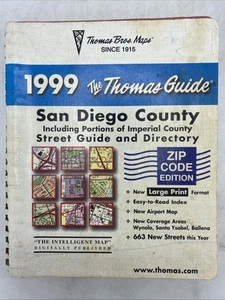 Thomas Bros. Maps®
SINCE 1915
1999 The Thomas Guide®
San Diego County
Including Portions of Imperial County
Street Guide and Directory
ZIP
CODE
EDITION
• New Large Print Format
• Easy-to-Read Index
• New Airport Map
• New Coverage Areas
Wynola, Santa Ysabel, Ballena
• 663 New Streets this Year
"THE INTELLIGENT MAP"
DIGITALLY PUBLISHED
www.thomas.com